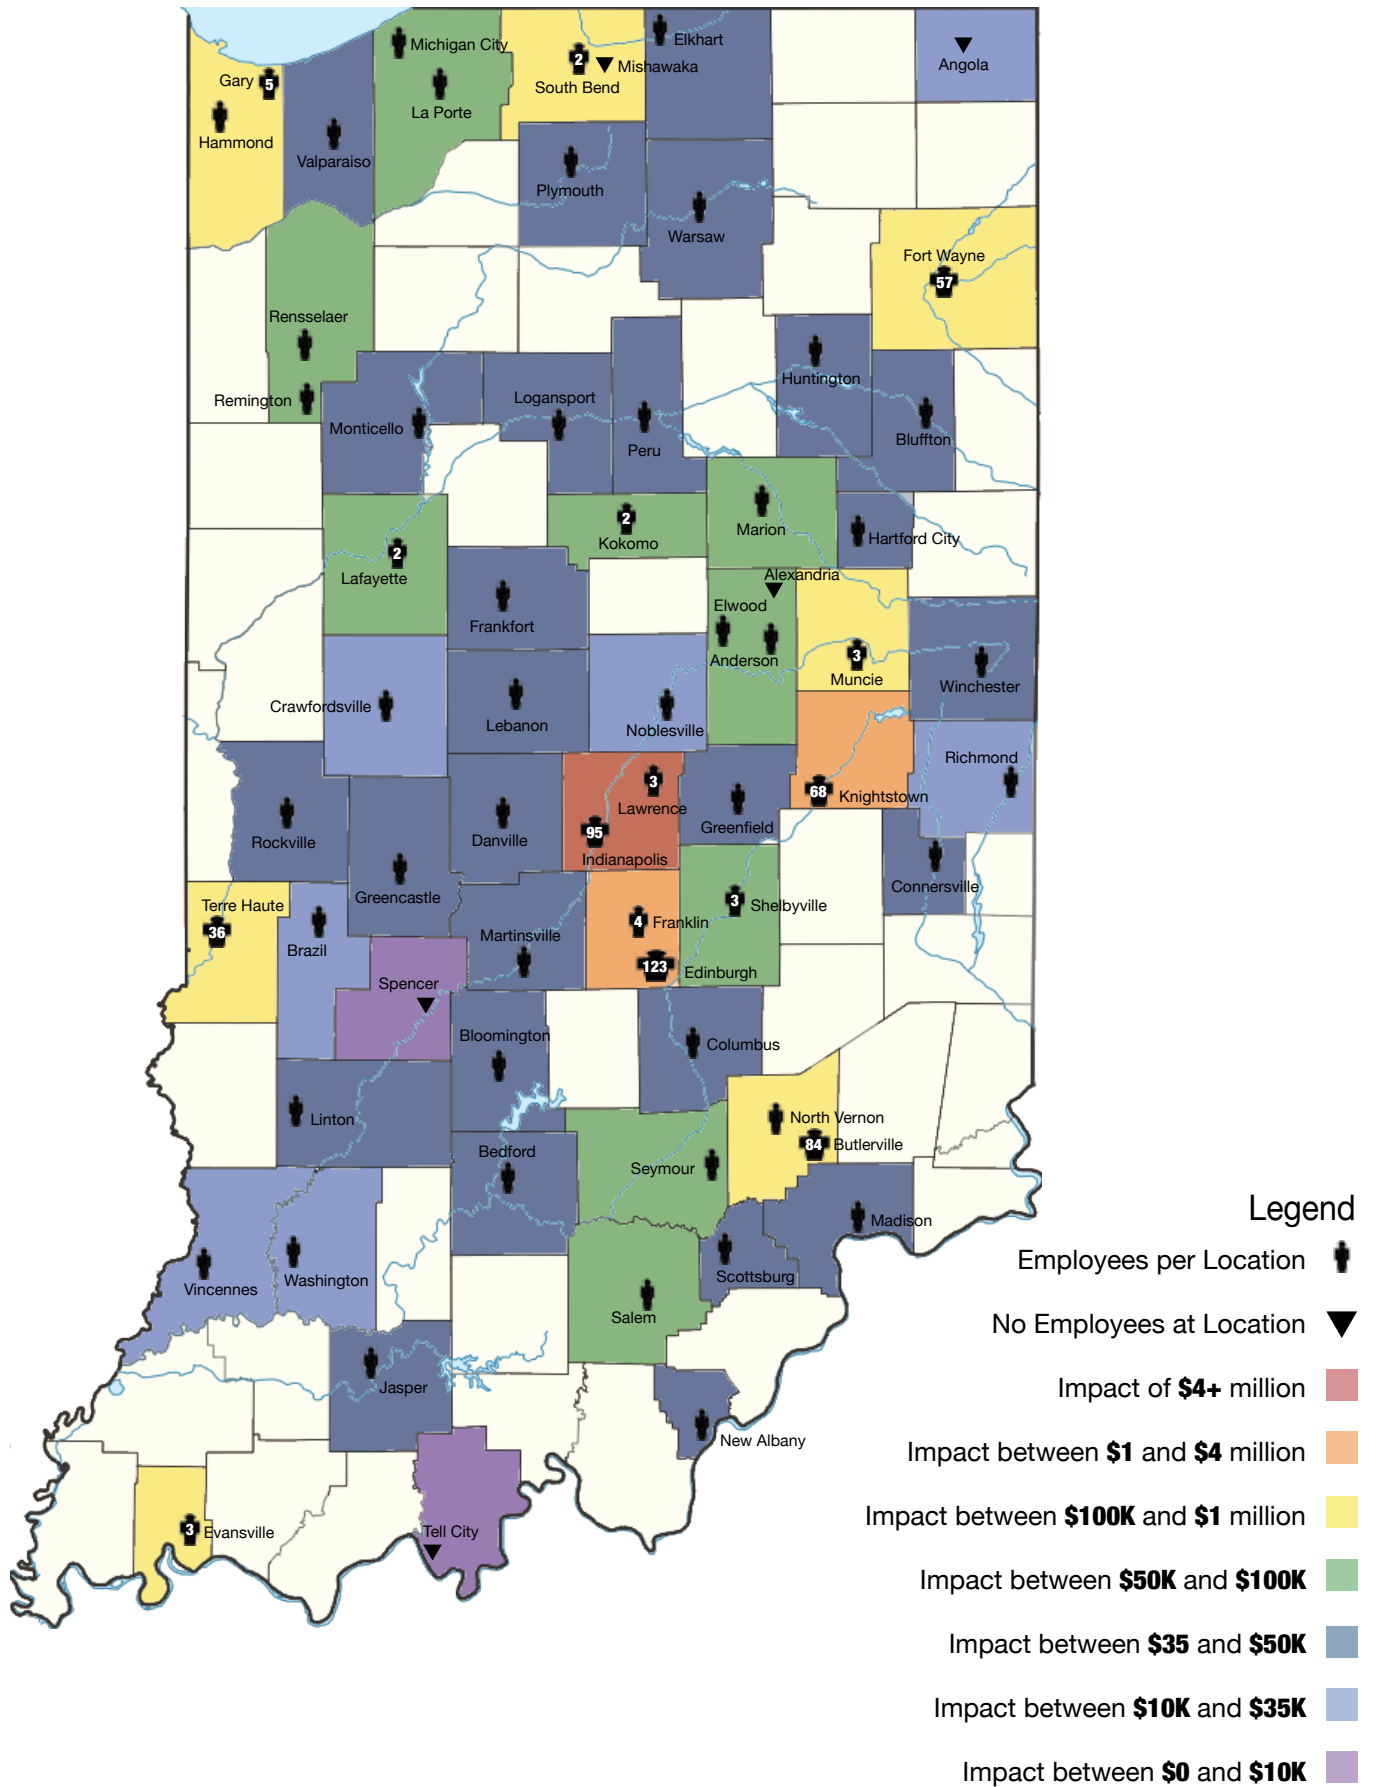 Michigan City
Elkhart
Gary
5
2
Mishawaka
Angola
South Bend
La Porte
Hammond
Valparaiso
Plymouth
Warsaw
Fort Wayne
57
Rensselaer
Huntington
Remington
Logansport
Monticello
Peru
Bluffton
2
Kokomo
Marion
Hartford City
2
Lafayette
Alexandria
Elwood
Frankfort
Anderson
3
Muncie
Winchester
Crawfordsville
Lebanon
Noblesville
Richmond
3
Lawrence
68
Knightstown
Rockville
Danville
95
Greenfield
Indianapolis
Connersville
Greencastle
Terre Haute
36
3
Shelbyville
Brazil
Martinsville
4
Franklin
123
Edinburgh
Spencer
Bloomington
Columbus
Linton
North Vernon
84
Butlerville
Bedford
Seymour
Madison
Vincennes
Washington
Scottsburg
Salem
Jasper
New Albany
3
Evansville
Tell City
Legend
Employees per Location
No Employees at Location
Impact of $4+ million
Impact between $1 and $4 million
Impact between $100K and $1 million
Impact between $50K and $100K
Impact between $35 and $50K
Impact between $10K and $35K
Impact between $0 and $10K